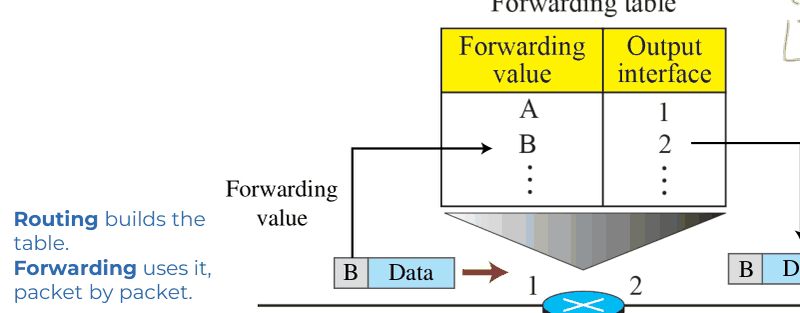 Forwarding table
Forwarding value
Output interface
A 1
B 2
Forwarding
value
Routing builds the
table.
Forwarding uses it,
packet by packet.
B Data
1 2
B D